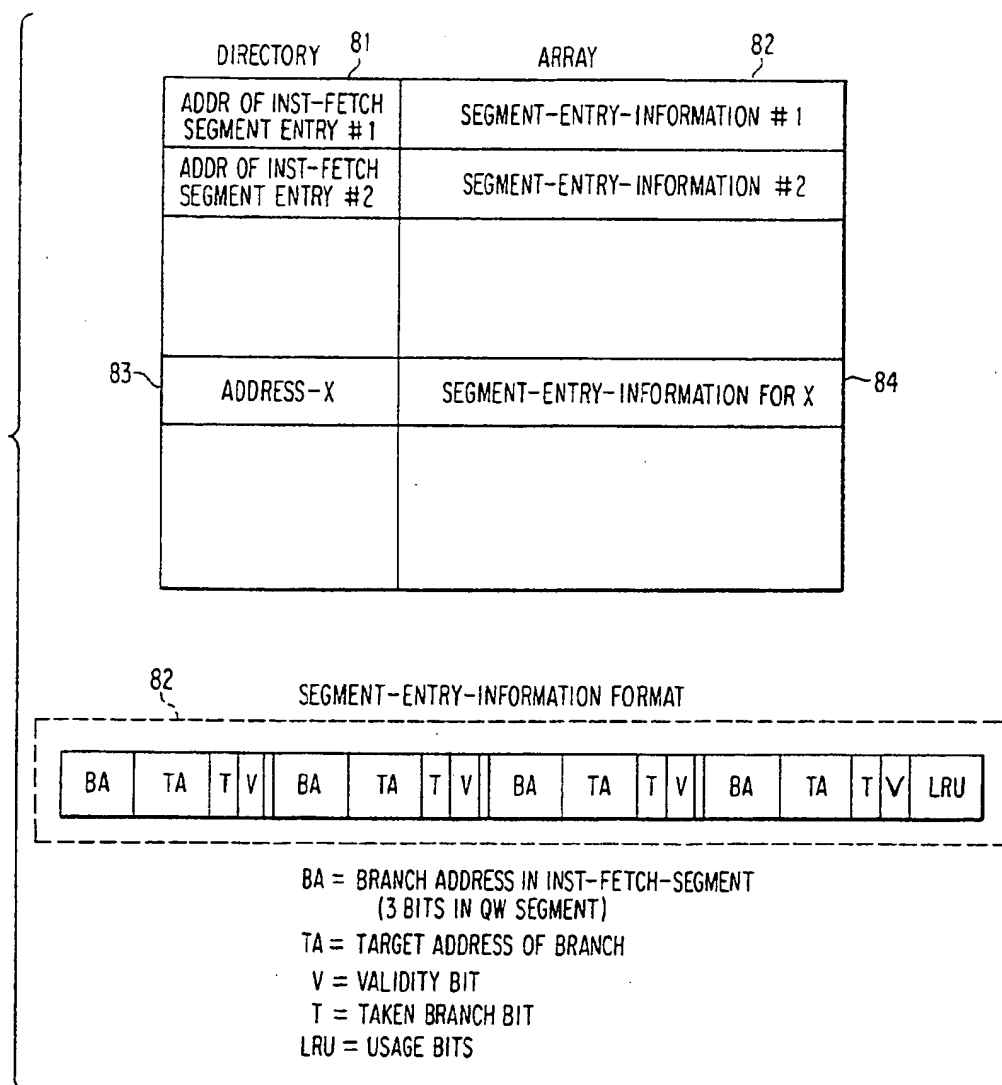 DIRECTORY 81 ARRAY 82
ADDR OF INST-FETCH
SEGMENT ENTRY #1
SEGMENT-ENTRY-INFORMATION #1
ADDR OF INST-FETCH
SEGMENT ENTRY #2
SEGMENT-ENTRY-INFORMATION #2
83 ADDRESS-X SEGMENT-ENTRY-INFORMATION FOR X 84
82 SEGMENT-ENTRY-INFORMATION FORMAT
BA TA T V BA TA T V BA TA T V BA TA T V LRU
BA = BRANCH ADDRESS IN INST-FETCH-SEGMENT
(3 BITS IN QW SEGMENT)
TA = TARGET ADDRESS OF BRANCH
V = VALIDITY BIT
T = TAKEN BRANCH BIT
LRU = USAGE BITS